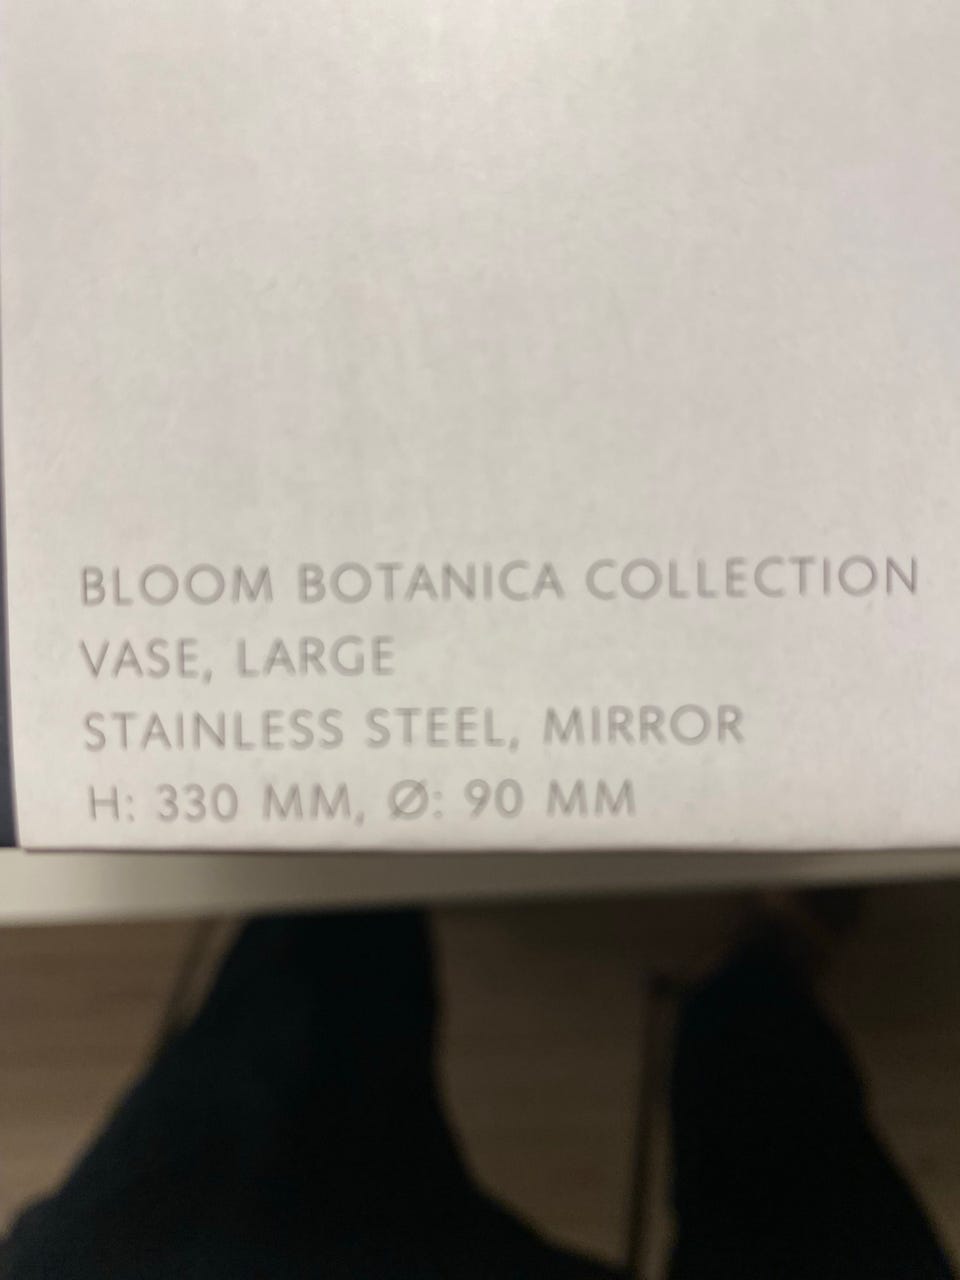 BLOOM BOTANICA COLLECTION
VASE, LARGE
STAINLESS STEEL, MIRROR
H: 330 MM, Ø: 90 MM